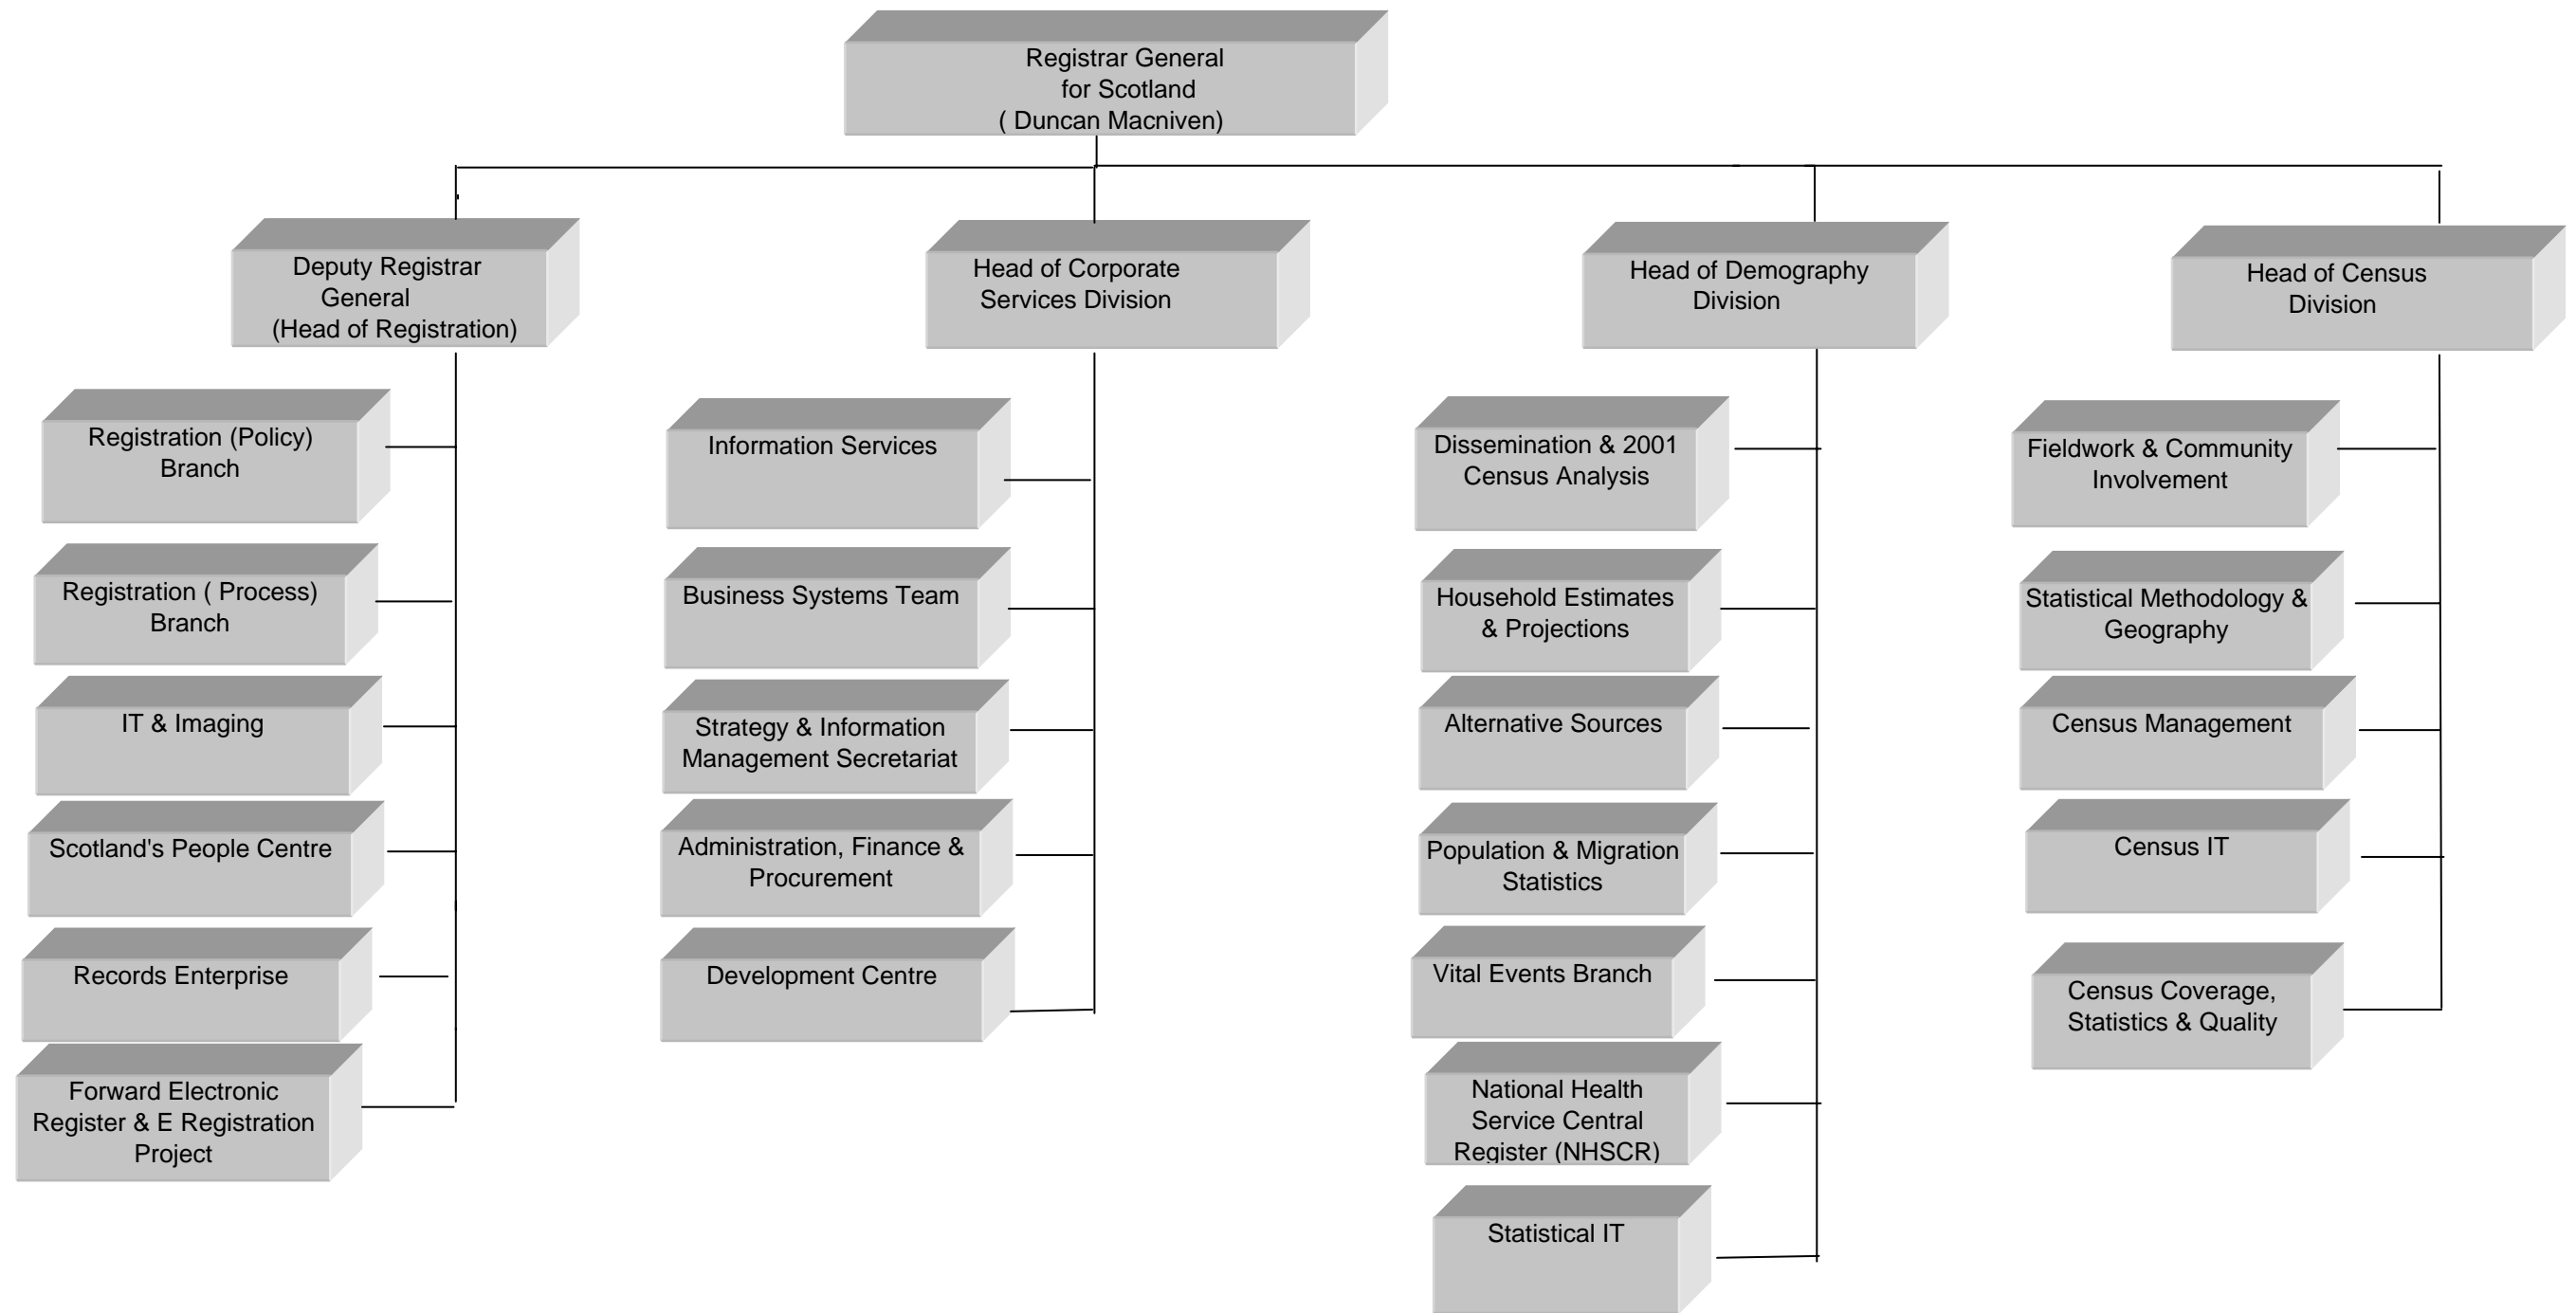 Registrar General
for Scotland
( Duncan Macniven)
Deputy Registrar
General
(Head of Registration)
Head of Corporate
Services Division
Head of Demography
Division
Head of Census
Division
Registration (Policy)
Branch
Registration ( Process)
Branch
IT & Imaging
Scotland's People Centre
Records Enterprise
Forward Electronic
Register & E Registration
Project
Information Services
Business Systems Team
Strategy & Information
Management Secretariat
Administration, Finance &
Procurement
Development Centre
Dissemination & 2001
Census Analysis
Household Estimates
& Projections
Alternative Sources
Population & Migration
Statistics
Vital Events Branch
National Health
Service Central
Register (NHSCR)
Statistical IT
Fieldwork & Community
Involvement
Statistical Methodology &
Geography
Census Management
Census IT
Census Coverage,
Statistics & Quality